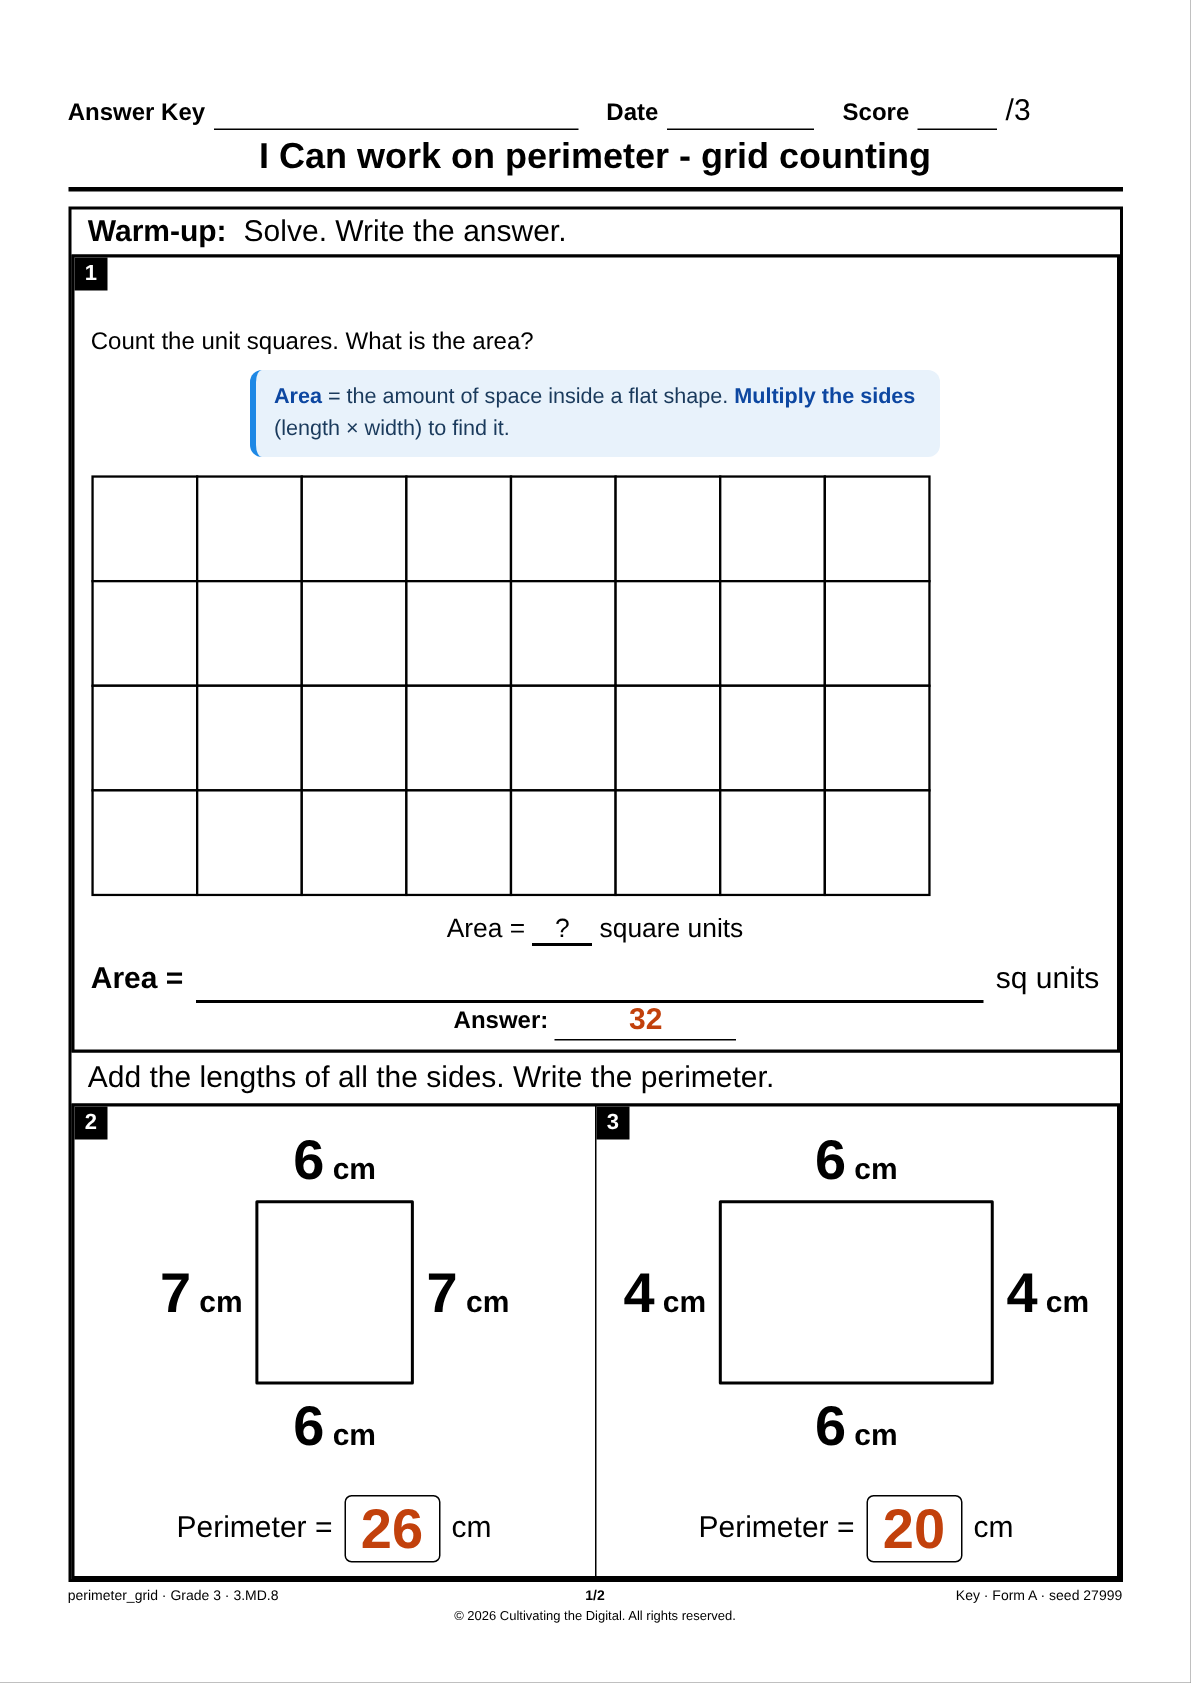 Answer Key Date Score /3
I Can work on perimeter - grid counting
Warm-up: Solve. Write the answer.
1
Count the unit squares. What is the area?
Area = the amount of space inside a flat shape. Multiply the sides
(length × width) to find it.
Area = ? square units
Area = sq units
Answer: 32
Add the lengths of all the sides. Write the perimeter.
2
6 cm
7 cm 7 cm
6 cm
Perimeter = 26 cm
3
6 cm
4 cm 4 cm
6 cm
Perimeter = 20 cm
perimeter_grid · Grade 3 · 3.MD.8 1/2 Key · Form A · seed 27999
© 2026 Cultivating the Digital. All rights reserved.